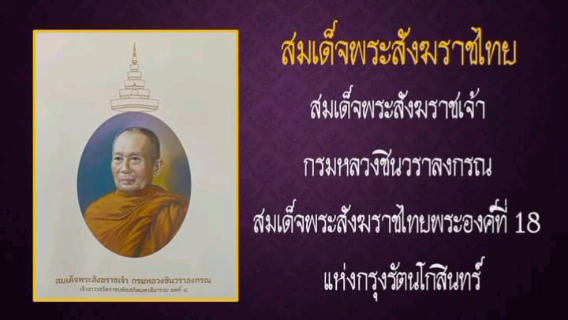 สมเด็จพระสังฆราชไทย
สมเด็จพระสังฆราชเจ้า
กรมหลวงชินวราลงกรณ
สมเด็จพระสังฆราชไทยพระองค์ที่ 18
แห่งกรุงรัตนโกสินทร์
สมเด็จพระสังฆราชเจ้า กรมหลวงชินวราลงกรณ